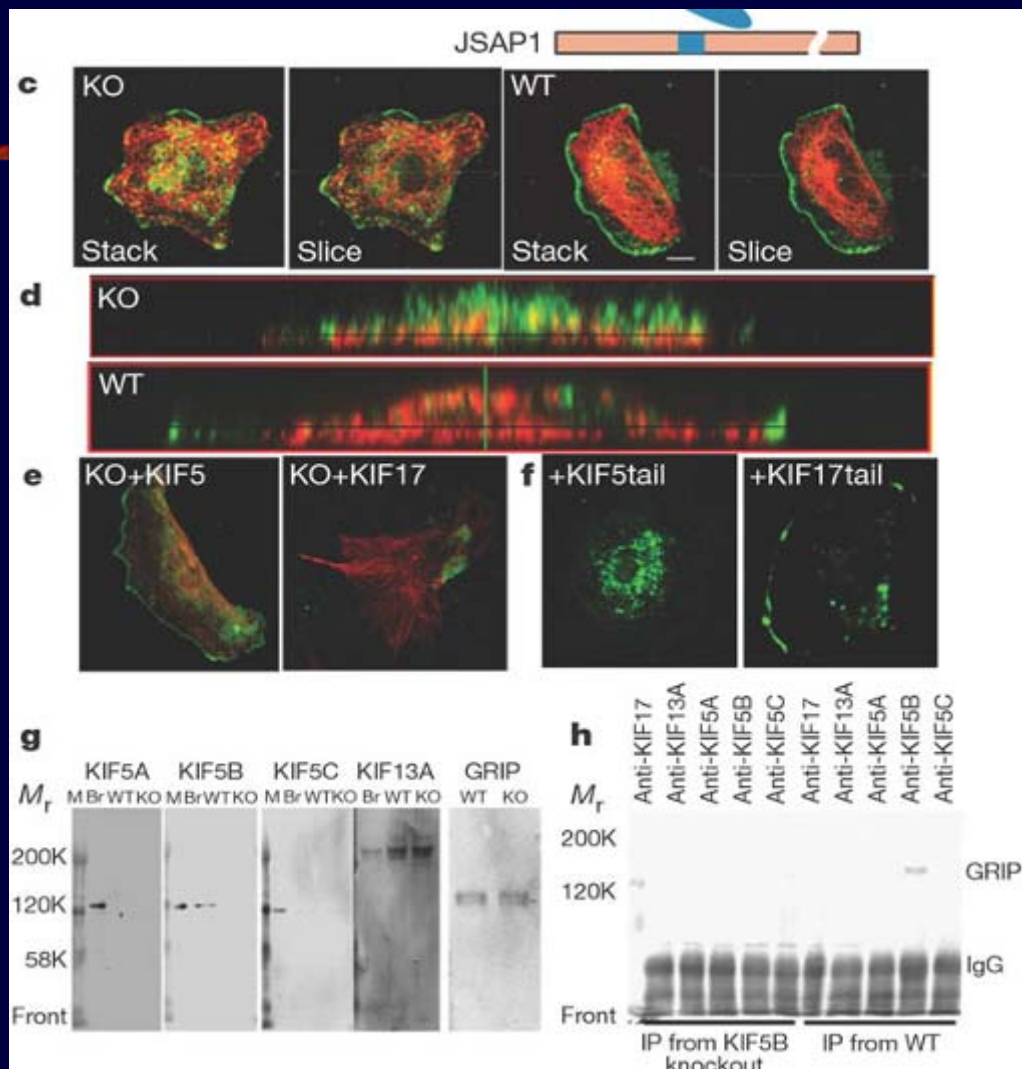 JSAP1
c
KO
WT
Stack
Slice
Stack
Slice
d
KO
WT
e
KO+KIF5
KO+KIF17
f
+KIF5tail
+KIF17tail
g
KIF5A KIF5B KIF5C KIF13A GRIP
Mr M Br WT KO M Br WT KO M Br WT KO Br WT KO WT KO
200K
120K
58K
Front
h
Anti-KIF17
Anti-KIF13A
Anti-KIF5A
Anti-KIF5B
Anti-KIF5C
Anti-KIF17
Anti-KIF13A
Anti-KIF5A
Anti-KIF5B
Anti-KIF5C
Mr
200K
120K
GRIP
IgG
Front
IP from KIF5B
knockout
IP from WT